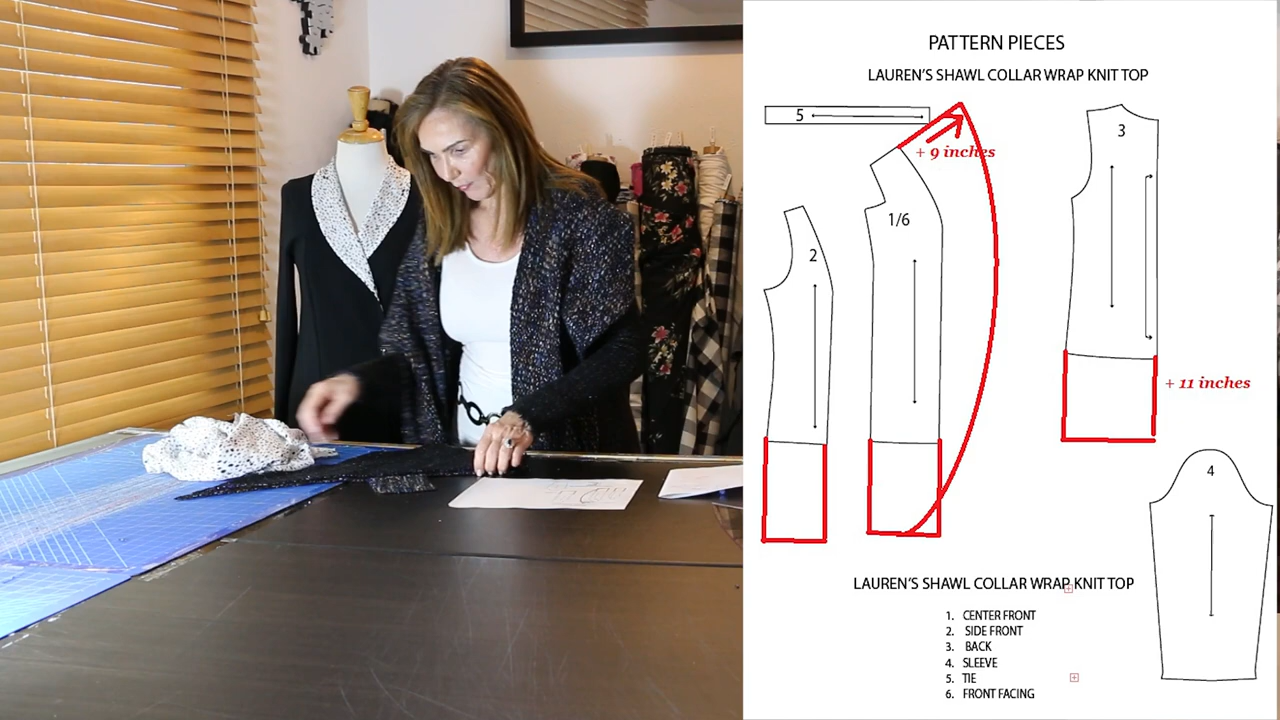 PATTERN PIECES
LAUREN'S SHAWL COLLAR WRAP KNIT TOP
5
3
+ 9 inches
1/6
2
+ 11 inches
4
LAUREN'S SHAWL COLLAR WRAP KNIT TOP
1. CENTER FRONT
2. SIDE FRONT
3. BACK
4. SLEEVE
5. TIE
6. FRONT FACING